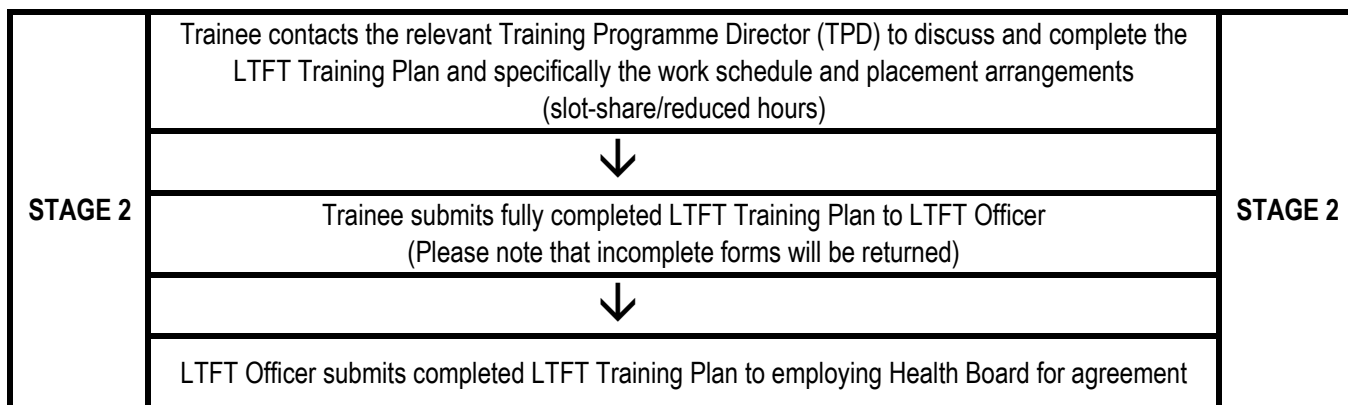 STAGE 2
Trainee contacts the relevant Training Programme Director (TPD) to discuss and complete the
LTFT Training Plan and specifically the work schedule and placement arrangements
(slot-share/reduced hours)
↓
Trainee submits fully completed LTFT Training Plan to LTFT Officer
(Please note that incomplete forms will be returned)
↓
LTFT Officer submits completed LTFT Training Plan to employing Health Board for agreement
STAGE 2